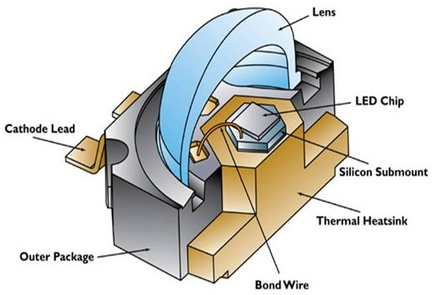 Lens
LED Chip
Cathode Lead
Silicon Submount
Thermal Heatsink
Outer Package
Bond Wire